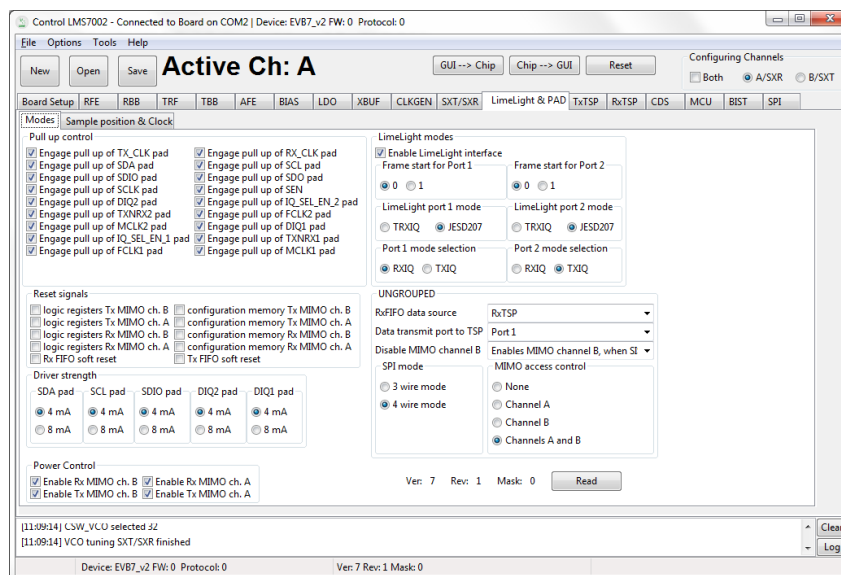 Control LMS7002 - Connected to Board on COM2 | Device: EVB7_v2 FW: 0 Protocol: 0
File Options Tools Help
New Open Save Active Ch: A GUI --> Chip Chip --> GUI Reset Configuring Channels
Both A/SXR B/SXT
Board Setup RFE RBB TRF TBB AFE BIAS LDO XBUF CLKGEN SXT/SXR LimeLight & PAD TxTSP RxTSP CDS MCU BIST SPI
Modes Sample position & Clock
Pull up control
Engage pull up of TX_CLK pad Engage pull up of RX_CLK pad
Engage pull up of SDA pad Engage pull up of SCL pad
Engage pull up of SDIO pad Engage pull up of SDO pad
Engage pull up of SCLK pad Engage pull up of SEN
Engage pull up of DIQ2 pad Engage pull up of IQ_SEL_EN_2 pad
Engage pull up of TXNRX2 pad Engage pull up of FCLK2 pad
Engage pull up of MCLK2 pad Engage pull up of DIQ1 pad
Engage pull up of IQ_SEL_EN_1 pad Engage pull up of TXNRX1 pad
Engage pull up of FCLK1 pad Engage pull up of MCLK1 pad
LimeLight modes
Enable LimeLight interface
Frame start for Port 1 Frame start for Port 2
0 1 0 1
LimeLight port 1 mode LimeLight port 2 mode
TRXIQ JESD207 TRXIQ JESD207
Port 1 mode selection Port 2 mode selection
RXIQ TXIQ RXIQ TXIQ
Reset signals
logic registers Tx MIMO ch. B configuration memory Tx MIMO ch. B
logic registers Tx MIMO ch. A configuration memory Tx MIMO ch. A
logic registers Rx MIMO ch. B configuration memory Rx MIMO ch. B
logic registers Rx MIMO ch. A configuration memory Rx MIMO ch. A
Rx FIFO soft reset Tx FIFO soft reset
UNGROUPED
RxFIFO data source RxTSP
Data transmit port to TSP Port 1
Disable MIMO channel B Enables MIMO channel B, when SI
SPI mode MIMO access control
3 wire mode None
4 wire mode Channel A
Channel B
Channels A and B
Driver strength
SDA pad SCL pad SDIO pad DIQ2 pad DIQ1 pad
4 mA 4 mA 4 mA 4 mA 4 mA
8 mA 8 mA 8 mA 8 mA 8 mA
Power Control
Enable Rx MIMO ch. B Enable Rx MIMO ch. A
Enable Tx MIMO ch. B Enable Tx MIMO ch. A
Ver: 7 Rev: 1 Mask: 0 Read
[11:09:14] CSW_VCO selected 32
[11:09:14] VCO tuning SXT/SXR finished
Clear
Log
Device: EVB7_v2 FW: 0 Protocol: 0 Ver: 7 Rev: 1 Mask: 0